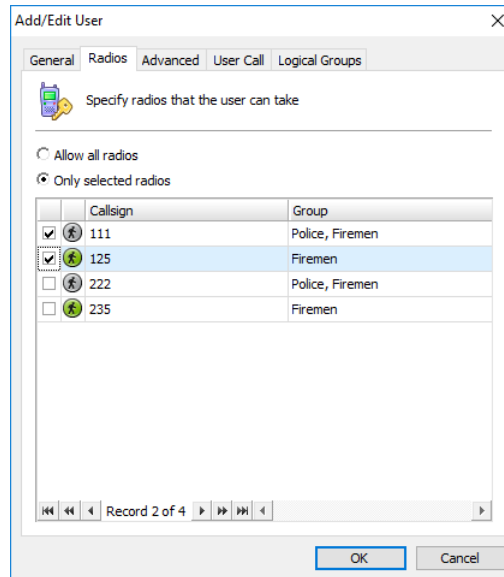 Add/Edit User
General Radios Advanced User Call Logical Groups
Specify radios that the user can take
Allow all radios
Only selected radios
Callsign Group
111 Police, Firemen
125 Firemen
222 Police, Firemen
235 Firemen
Record 2 of 4
OK Cancel